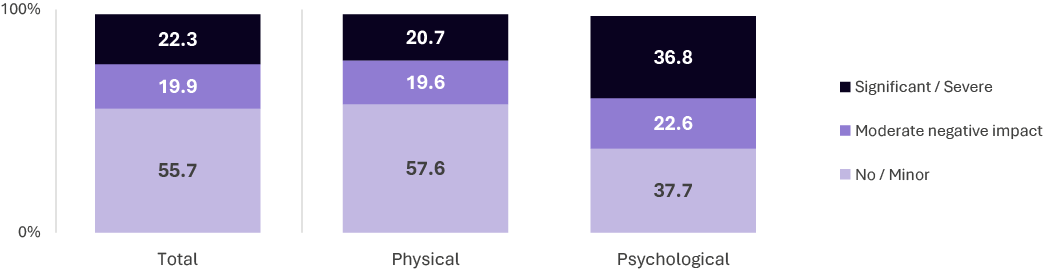 100%
22.3
20.7
36.8
19.9
19.6
22.6
55.7
57.6
37.7
0%
Total
Physical
Psychological
Significant / Severe
Moderate negative impact
No / Minor